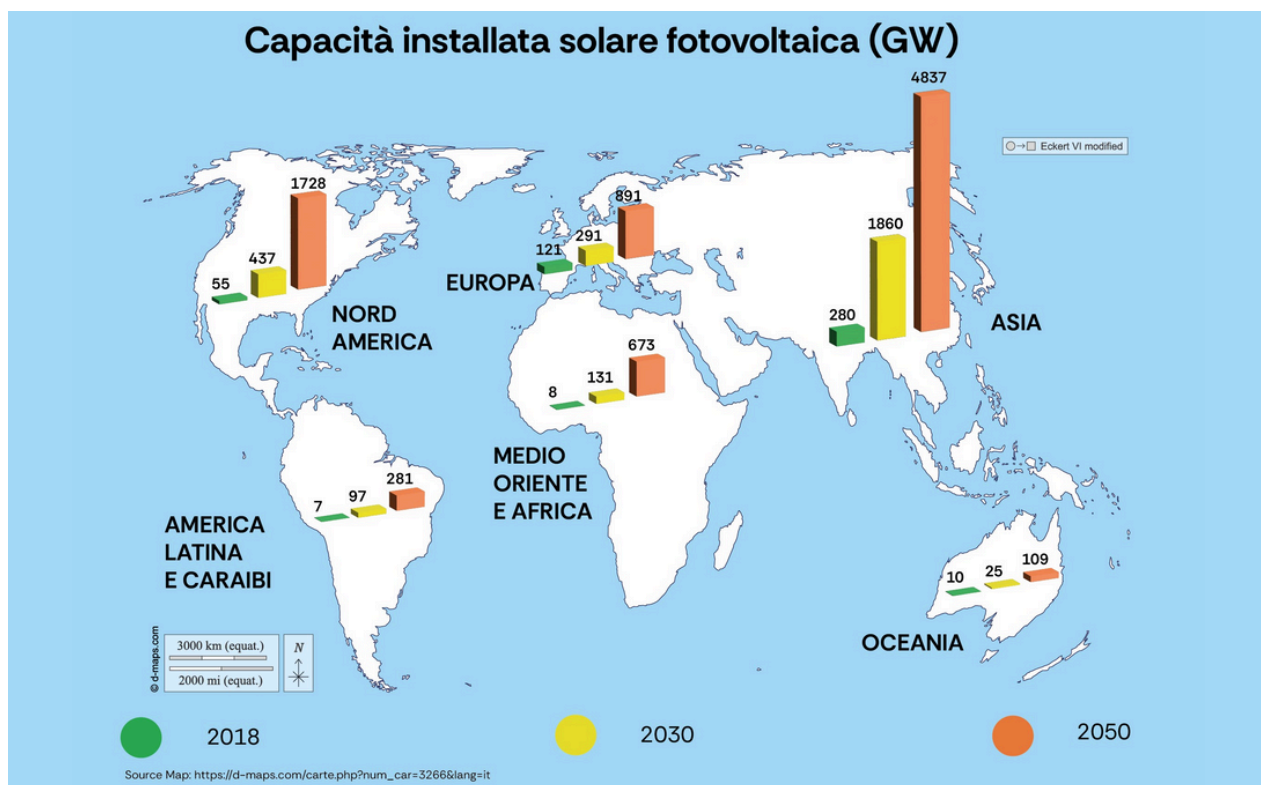 Capacità installata solare fotovoltaica (GW)
4837
Eckert VI modified
1728
437
55
NORD
AMERICA
891
291
121
EUROPA
1860
280
ASIA
673
131
8
MEDIO
ORIENTE
E AFRICA
281
97
7
AMERICA
LATINA
E CARAIBI
109
25
10
OCEANIA
© d-maps.com
3000 km (equat.)
2000 mi (equat.)
N
2018
2030
2050
Source Map: https://d-maps.com/carte.php?num_car=3266&lang=it